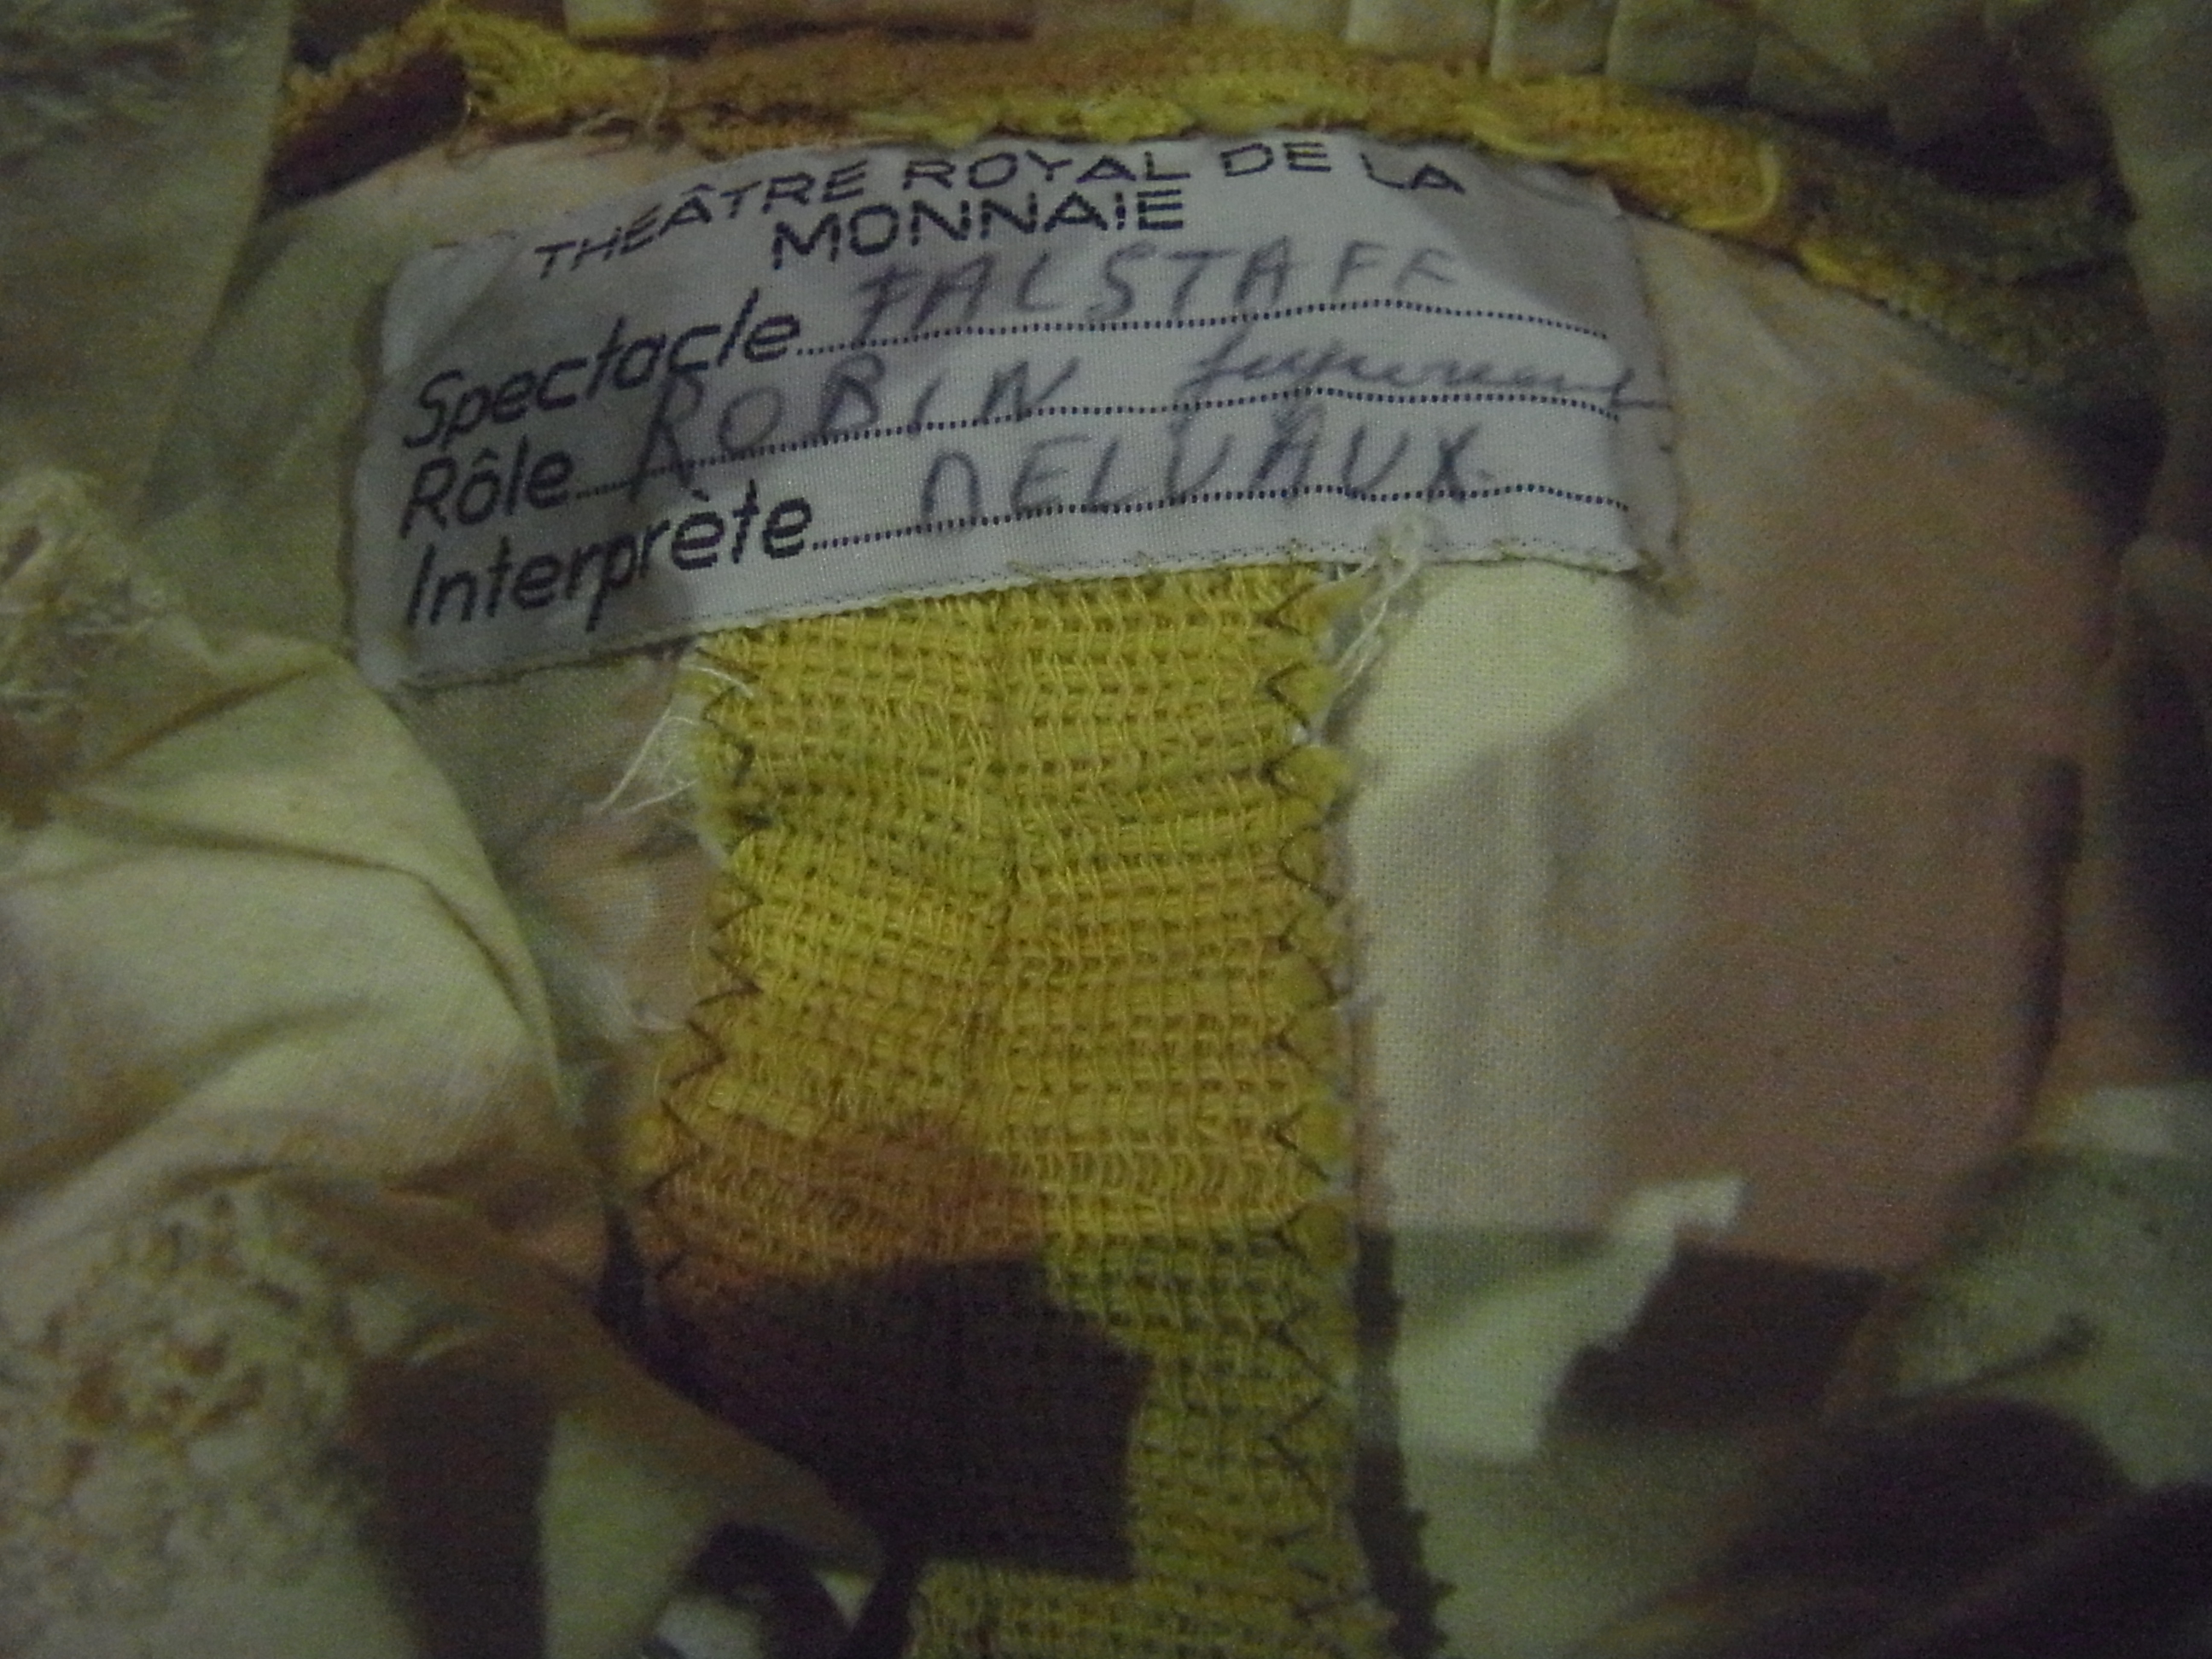 THÉÂTRE ROYAL DE LA
MONNAIE
Spectacle FALSTAFF
Rôle ROBIN
Interprète DELVAUX